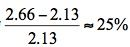 (2.66 − 2.13) / 2.13 ≈ 25%